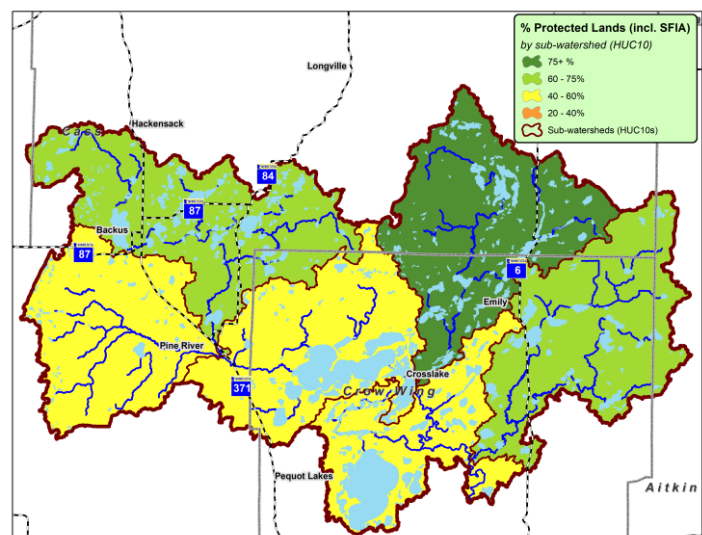 % Protected Lands (incl. SFIA)
by sub-watershed (HUC10)
75+ %
60 - 75%
40 - 60%
20 - 40%
Sub-watersheds (HUC10s)
Longville
Hackensack
Cass
84
87
Backus
87
6
Emily
Pine River
Crosslake
371
Crow Wing
Pequot Lakes
Aitkin